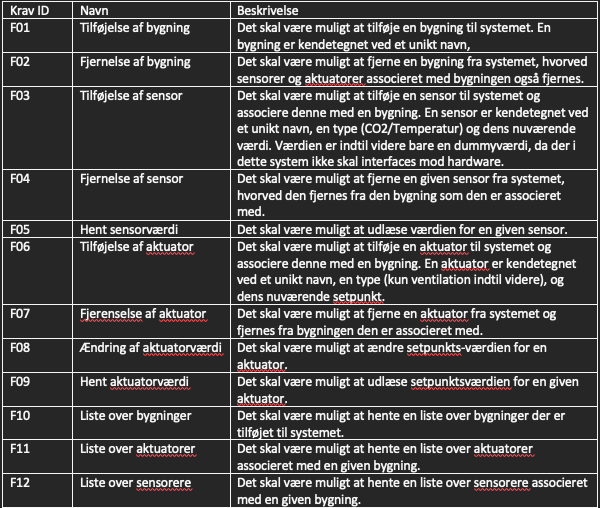 Krav ID Navn Beskrivelse
F01 Tilføjelse af bygning Det skal være muligt at tilføje en bygning til systemet. En
bygning er kendetegnet ved et unikt navn,
F02 Fjernelse af bygning Det skal være muligt at fjerne en bygning fra systemet, hvorved
sensorer og aktuatorer associeret med bygningen også fjernes.
F03 Tilføjelse af sensor Det skal være muligt at tilføje en sensor til systemet og
associere denne med en bygning. En sensor er kendetegnet ved
et unikt navn, en type (CO2/Temperatur) og dens nuværende
værdi. Værdien er indtil videre bare en dummyværdi, da der i
dette system ikke skal interfaces mod hardware.
F04 Fjernelse af sensor Det skal være muligt at fjerne en given sensor fra systemet,
hvorved den fjernes fra den bygning som den er associeret
med.
F05 Hent sensorværdi Det skal være muligt at udlæse værdien for en given sensor.
F06 Tilføjelse af aktuator Det skal være muligt at tilføje en aktuator til systemet og
associere denne med en bygning. En aktuator er kendetegnet
ved et unikt navn, en type (kun ventilation indtil videre), og
dens nuværende setpunkt.
F07 Fjerenselse af aktuator Det skal være muligt at fjerne en aktuator fra systemet og
fjernes fra bygningen den er associeret med.
F08 Ændring af aktuatorværdi Det skal være muligt at ændre setpunkts-værdien for en
aktuator.
F09 Hent aktuatorværdi Det skal være muligt at udlæse setpunktsværdien for en given
aktuator.
F10 Liste over bygninger Det skal være muligt at hente en liste over bygninger der er
tilføjet til systemet.
F11 Liste over aktuatorer Det skal være muligt at hente en liste over aktuatorer
associeret med en given bygning.
F12 Liste over sensorere Det skal være muligt at hente en liste over sensorere associeret
med en given bygning.